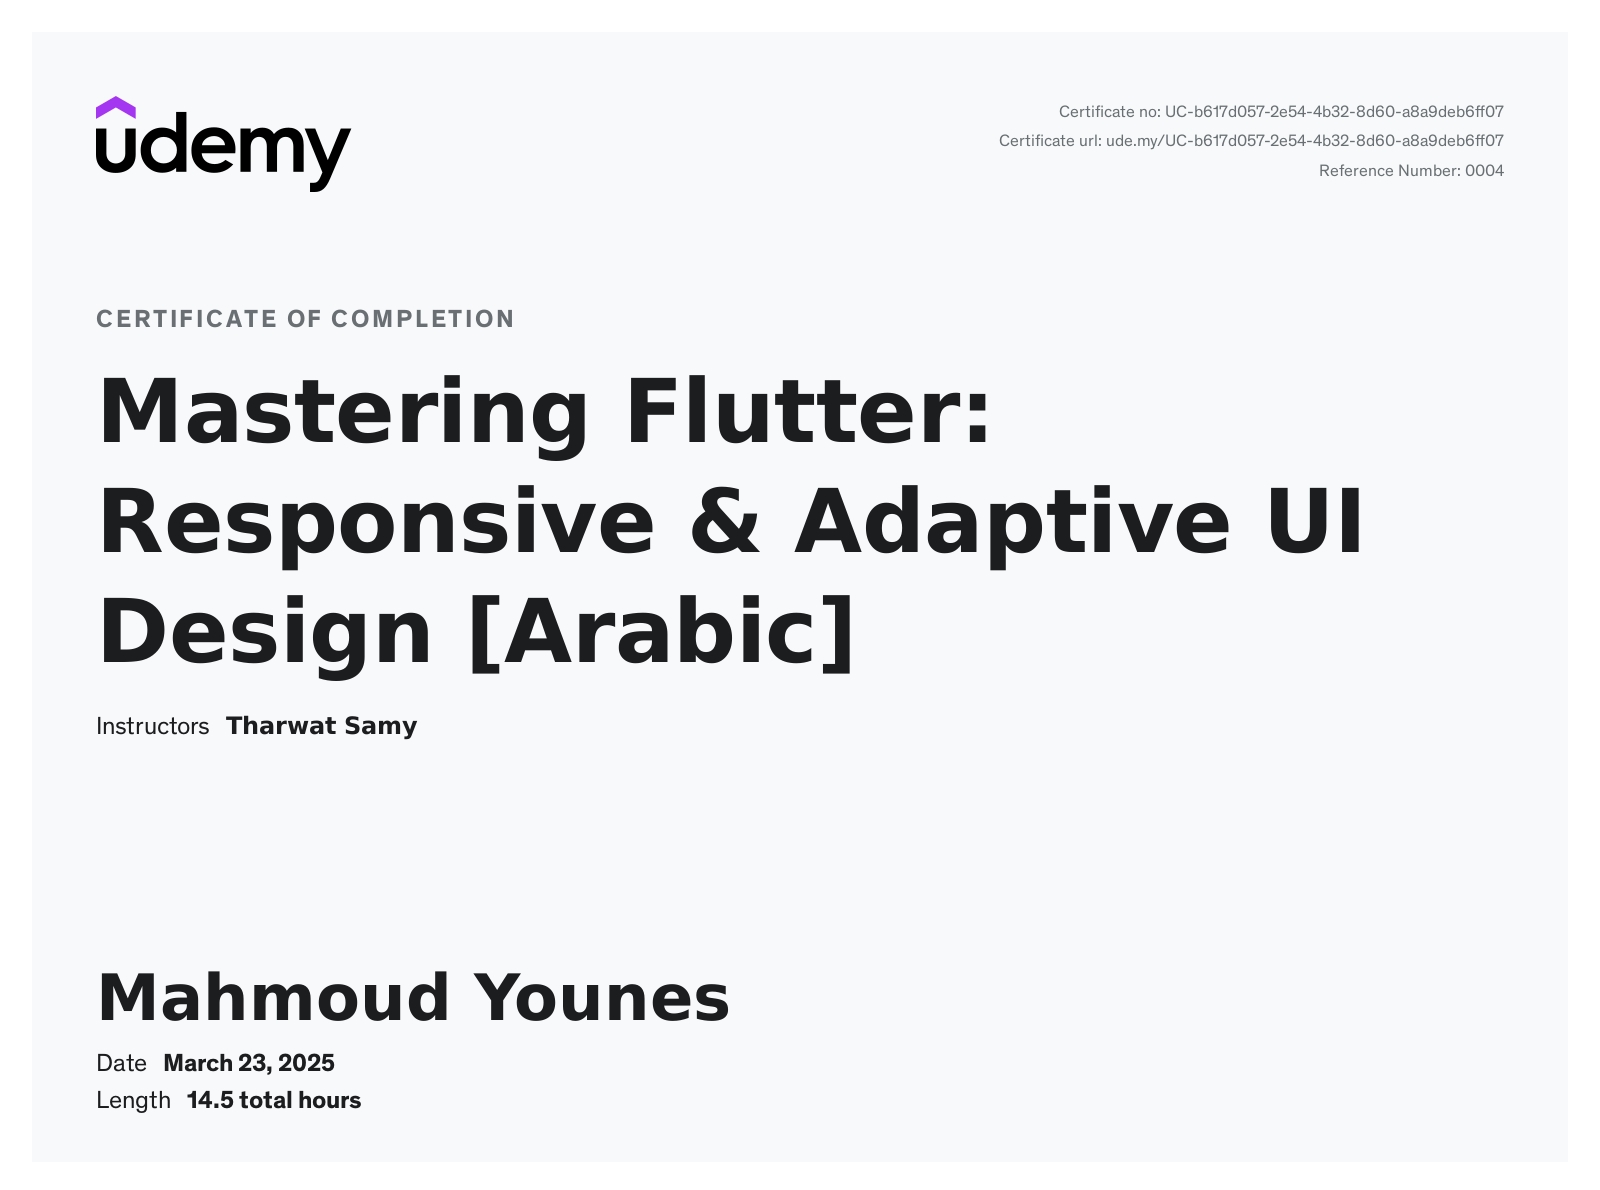 udemy
Certificate no: UC-b617d057-2e54-4b32-8d60-a8a9deb6ff07
Certificate url: ude.my/UC-b617d057-2e54-4b32-8d60-a8a9deb6ff07
Reference Number: 0004
CERTIFICATE OF COMPLETION
Mastering Flutter:
Responsive & Adaptive UI
Design [Arabic]
Instructors Tharwat Samy
Mahmoud Younes
Date March 23, 2025
Length 14.5 total hours